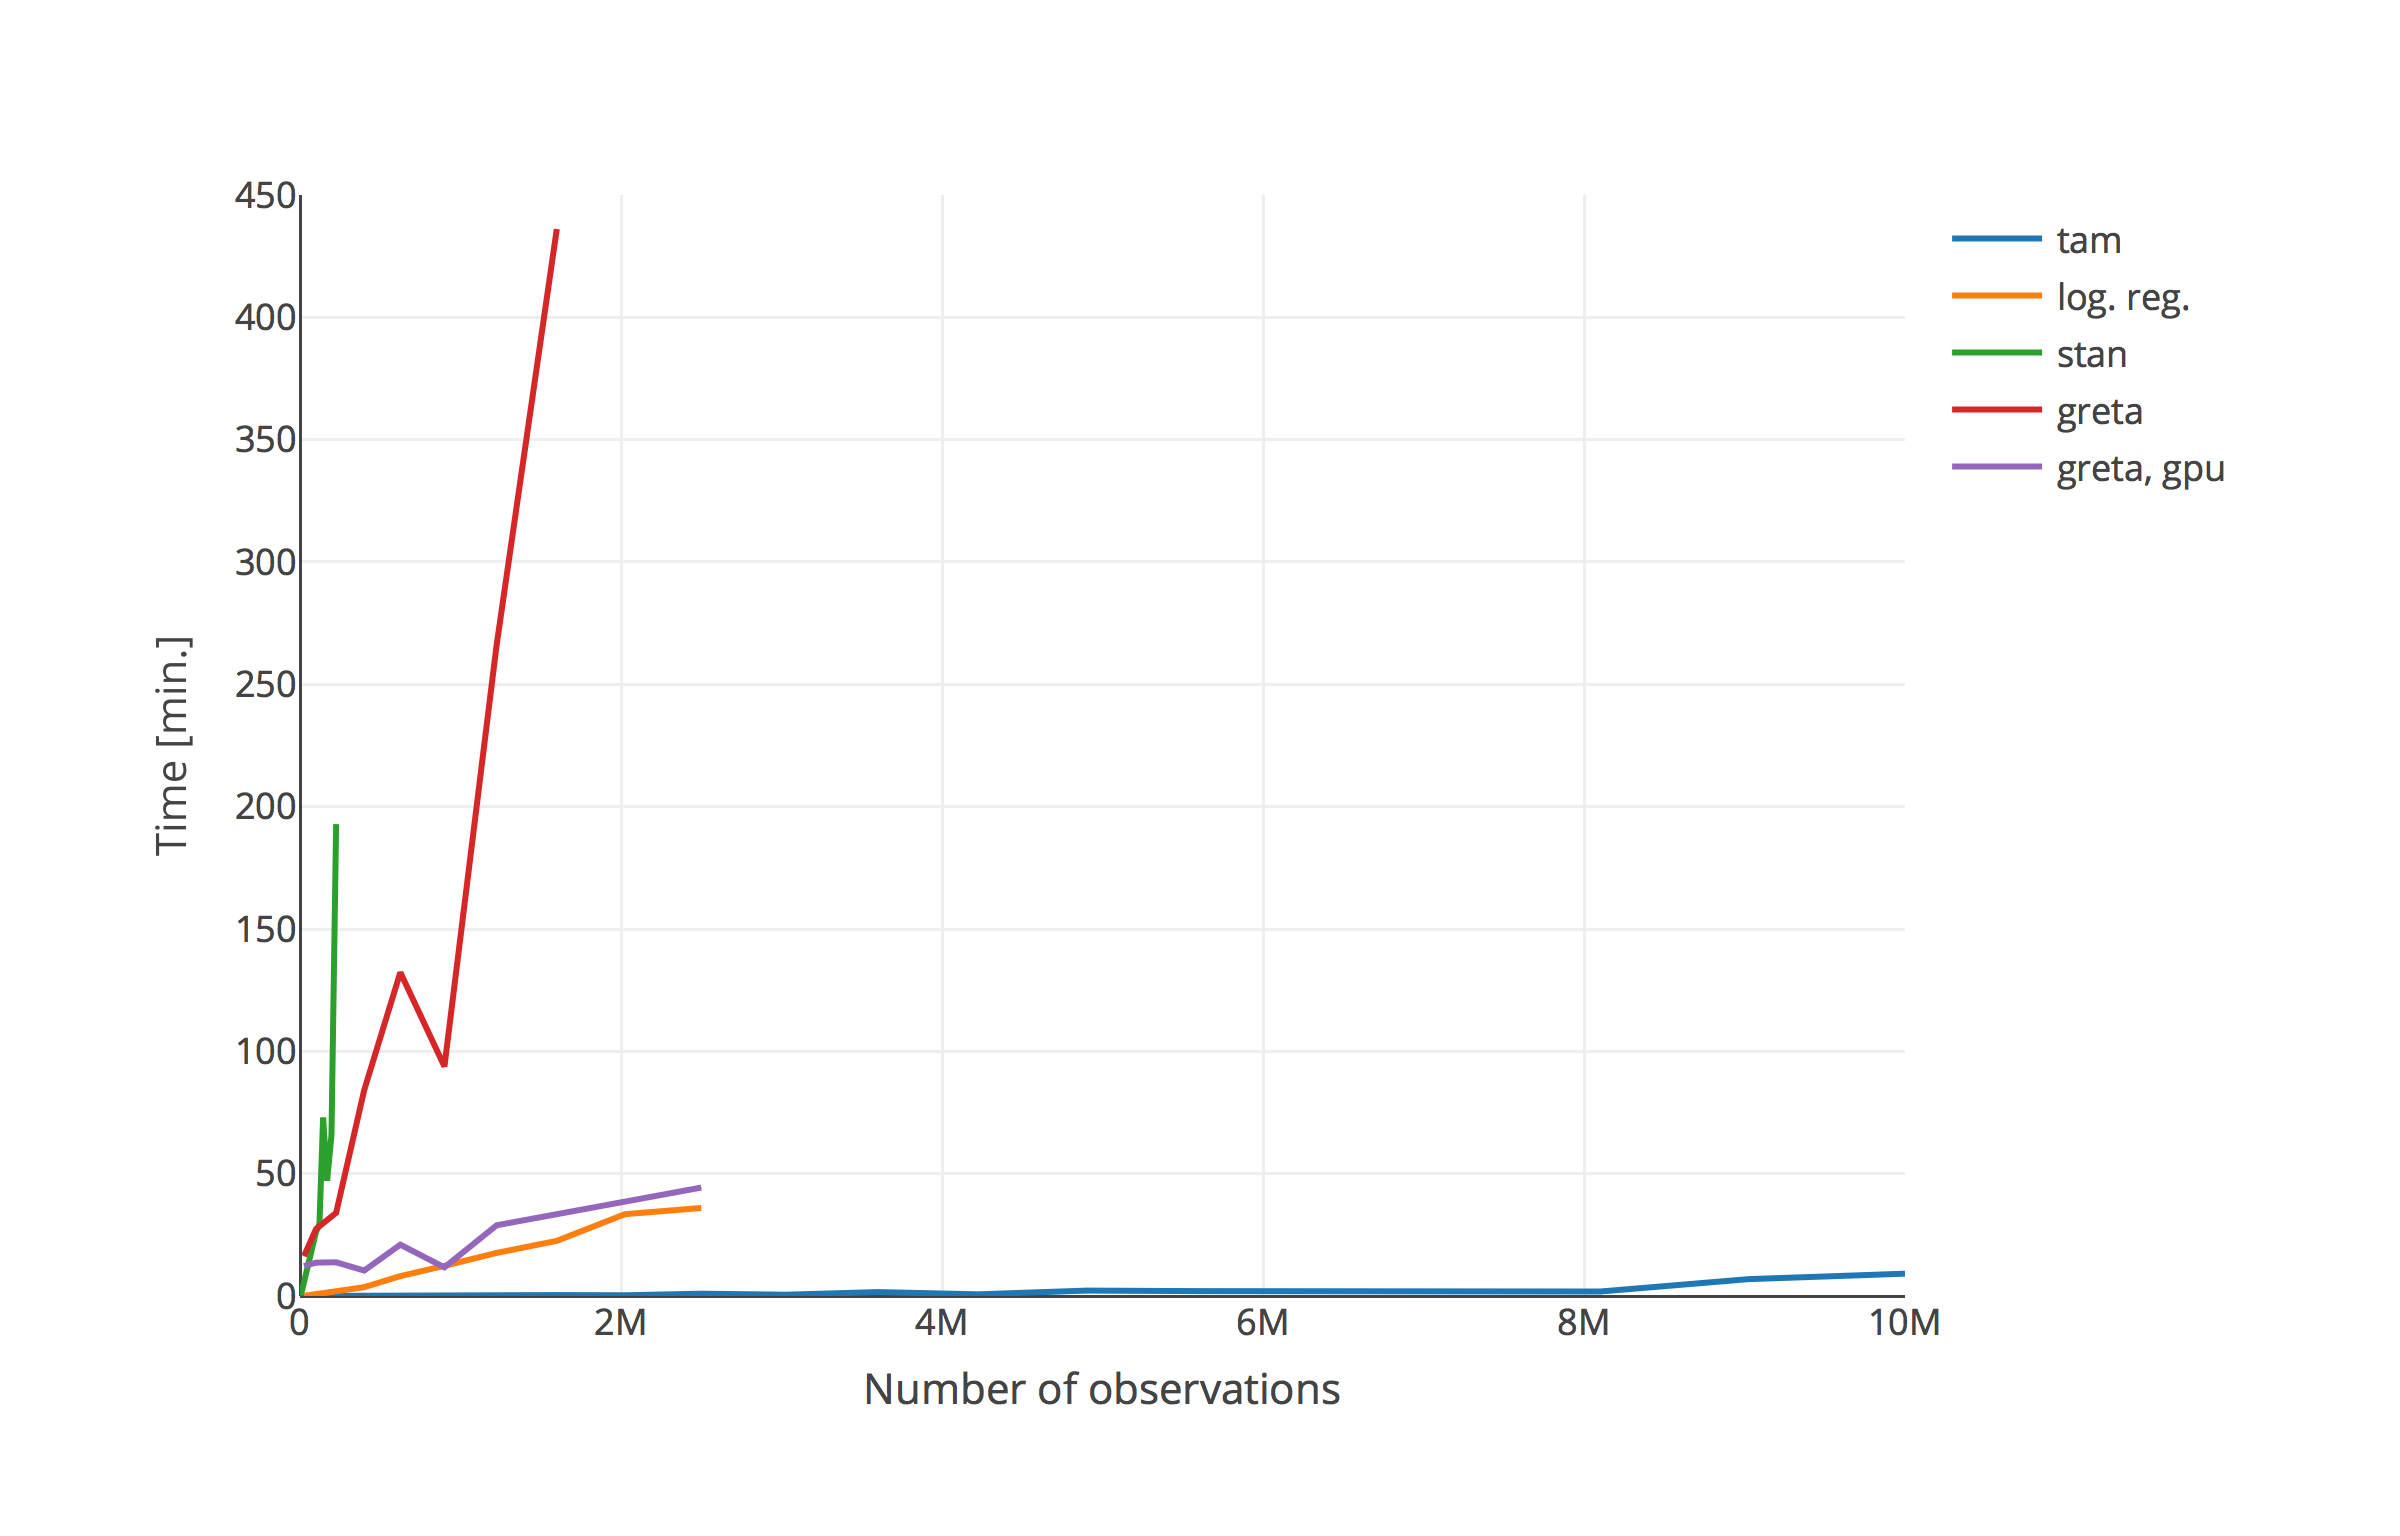 450
400
350
300
250
200
150
100
50
0
Time [min.]
0 2M 4M 6M 8M 10M
Number of observations
tam
log. reg.
stan
greta
greta, gpu